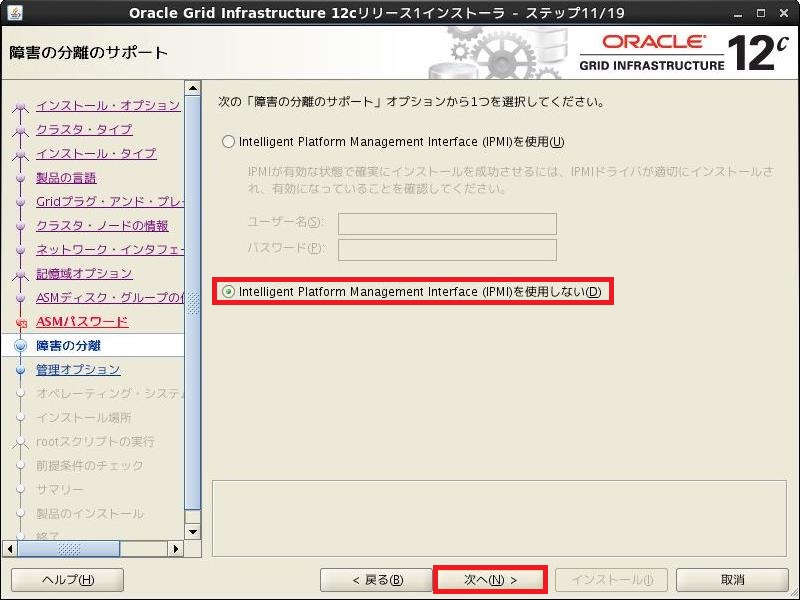 Oracle Grid Infrastructure 12cリリース1インストーラ - ステップ11/19
障害の分離のサポート
ORACLE
GRID INFRASTRUCTURE
12c
インストール・オプション
クラスタ・タイプ
インストール・タイプ
製品の言語
Gridプラグ・アンド・プレ
クラスタ・ノードの情報
ネットワーク・インタフェー
記憶域オプション
ASMディスク・グループの
ASMパスワード
障害の分離
管理オプション
オペレーティング・システム
インストール場所
rootスクリプトの実行
前提条件のチェック
サマリー
製品のインストール
終了
次の「障害の分離のサポート」オプションから1つを選択してください。
Intelligent Platform Management Interface (IPMI)を使用(U)
IPMIが有効な状態で確実にインストールを成功させるには、IPMIドライバが適切にインストールさ
れ、有効になっていることを確認してください。
ユーザー名(S):
パスワード(P):
Intelligent Platform Management Interface (IPMI)を使用しない(D)
ヘルプ(H)
< 戻る(B)
次へ(N) >
インストール(I)
取消